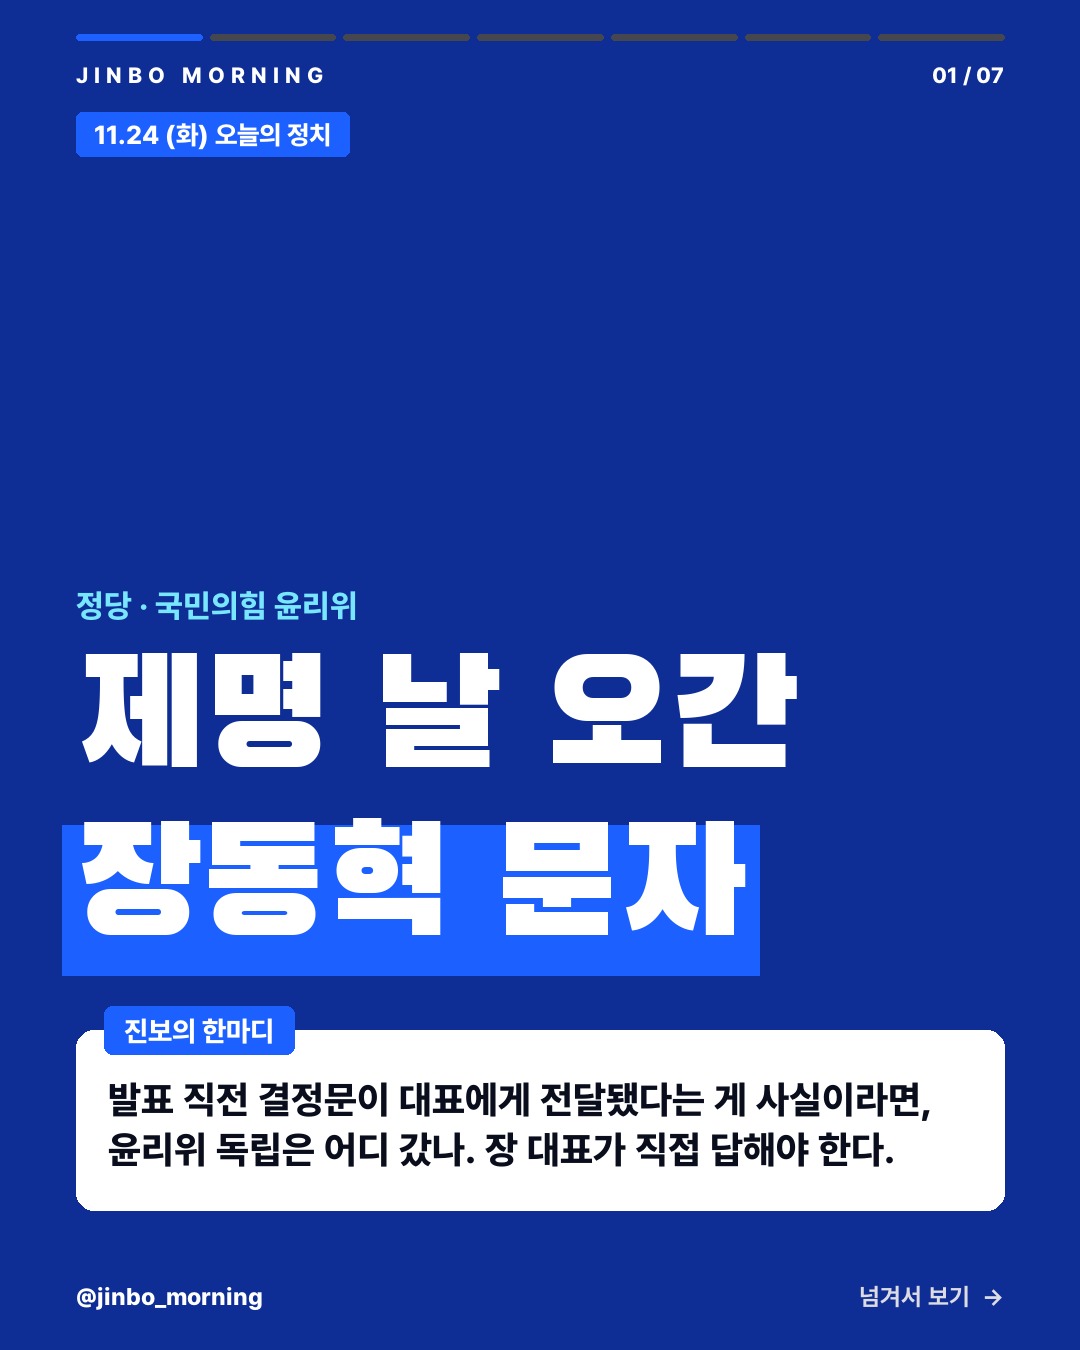 JINBO MORNING
01 / 07
11.24 (화) 오늘의 정치
정당 · 국민의힘 윤리위
제명 날 오간
장동혁 문자
진보의 한마디
발표 직전 결정문이 대표에게 전달됐다는 게 사실이라면,
윤리위 독립은 어디 갔나. 장 대표가 직접 답해야 한다.
@jinbo_morning
넘겨서 보기 →